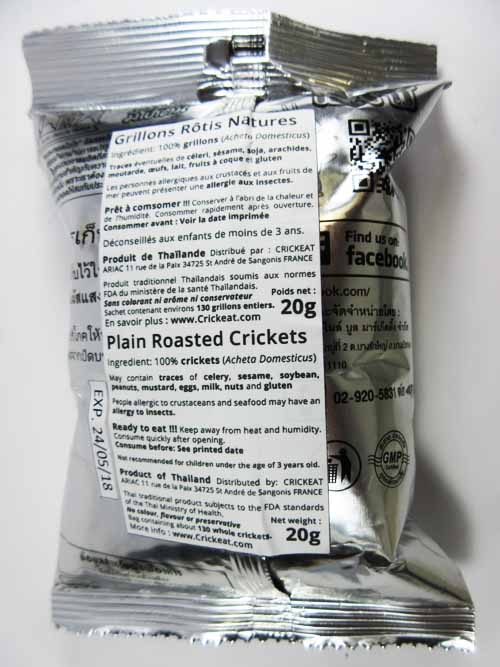 Grillons Rôtis Natures
Ingrédient: 100% grillons (Acheta Domesticus)
Traces éventuelles de céleri, sésame, soja, arachides,
moutarde, œufs, lait, fruits à coque et gluten
Les personnes allergiques aux crustacés et aux fruits de
mer peuvent présenter une allergie aux insectes.
Prêt à comsomer !!! Conserver à l'abri de la chaleur et
de l'humidité. Consommer rapidement après ouverture.
Consommer avant : Voir la date imprimée
Déconseillés aux enfants de moins de 3 ans.
Produit de Thaïlande Distribué par : CRICKEAT
ARIAC 11 rue de la Paix 34725 St André de Sangonis FRANCE
Produit traditionnel Thaïlandais soumis aux normes
FDA du ministère de la santé Thaïlandais.
Sans colorant ni arôme ni conservateur
Sachet contenant environs 130 grillons entiers.
Poids net :
20g
En savoir plus : www.Crickeat.com
Plain Roasted Crickets
Ingredient: 100% crickets (Acheta Domesticus)
May contain traces of celery, sesame, soybean,
peanuts, mustard, eggs, milk, nuts and gluten
People allergic to crustaceans and seafood may have an
allergy to insects.
Ready to eat !!! Keep away from heat and humidity.
Consume quickly after opening.
Consume before: See printed date
Not recommended for children under the age of 3 years old.
Product of Thailand Distributed by: CRICKEAT
ARIAC 11 rue de la Paix 34725 St André de Sangonis FRANCE
Thai traditional product subjects to the FDA standards
of the Thai Ministry of Health.
No colour, flavour or preservative
Bag containing about 130 whole crickets.
Net weight :
20g
More info : www.Crickeat.com
EXP. 24/05/18
Find us on:
facebook.
ook.com/
1110
02-920-5831
GMP